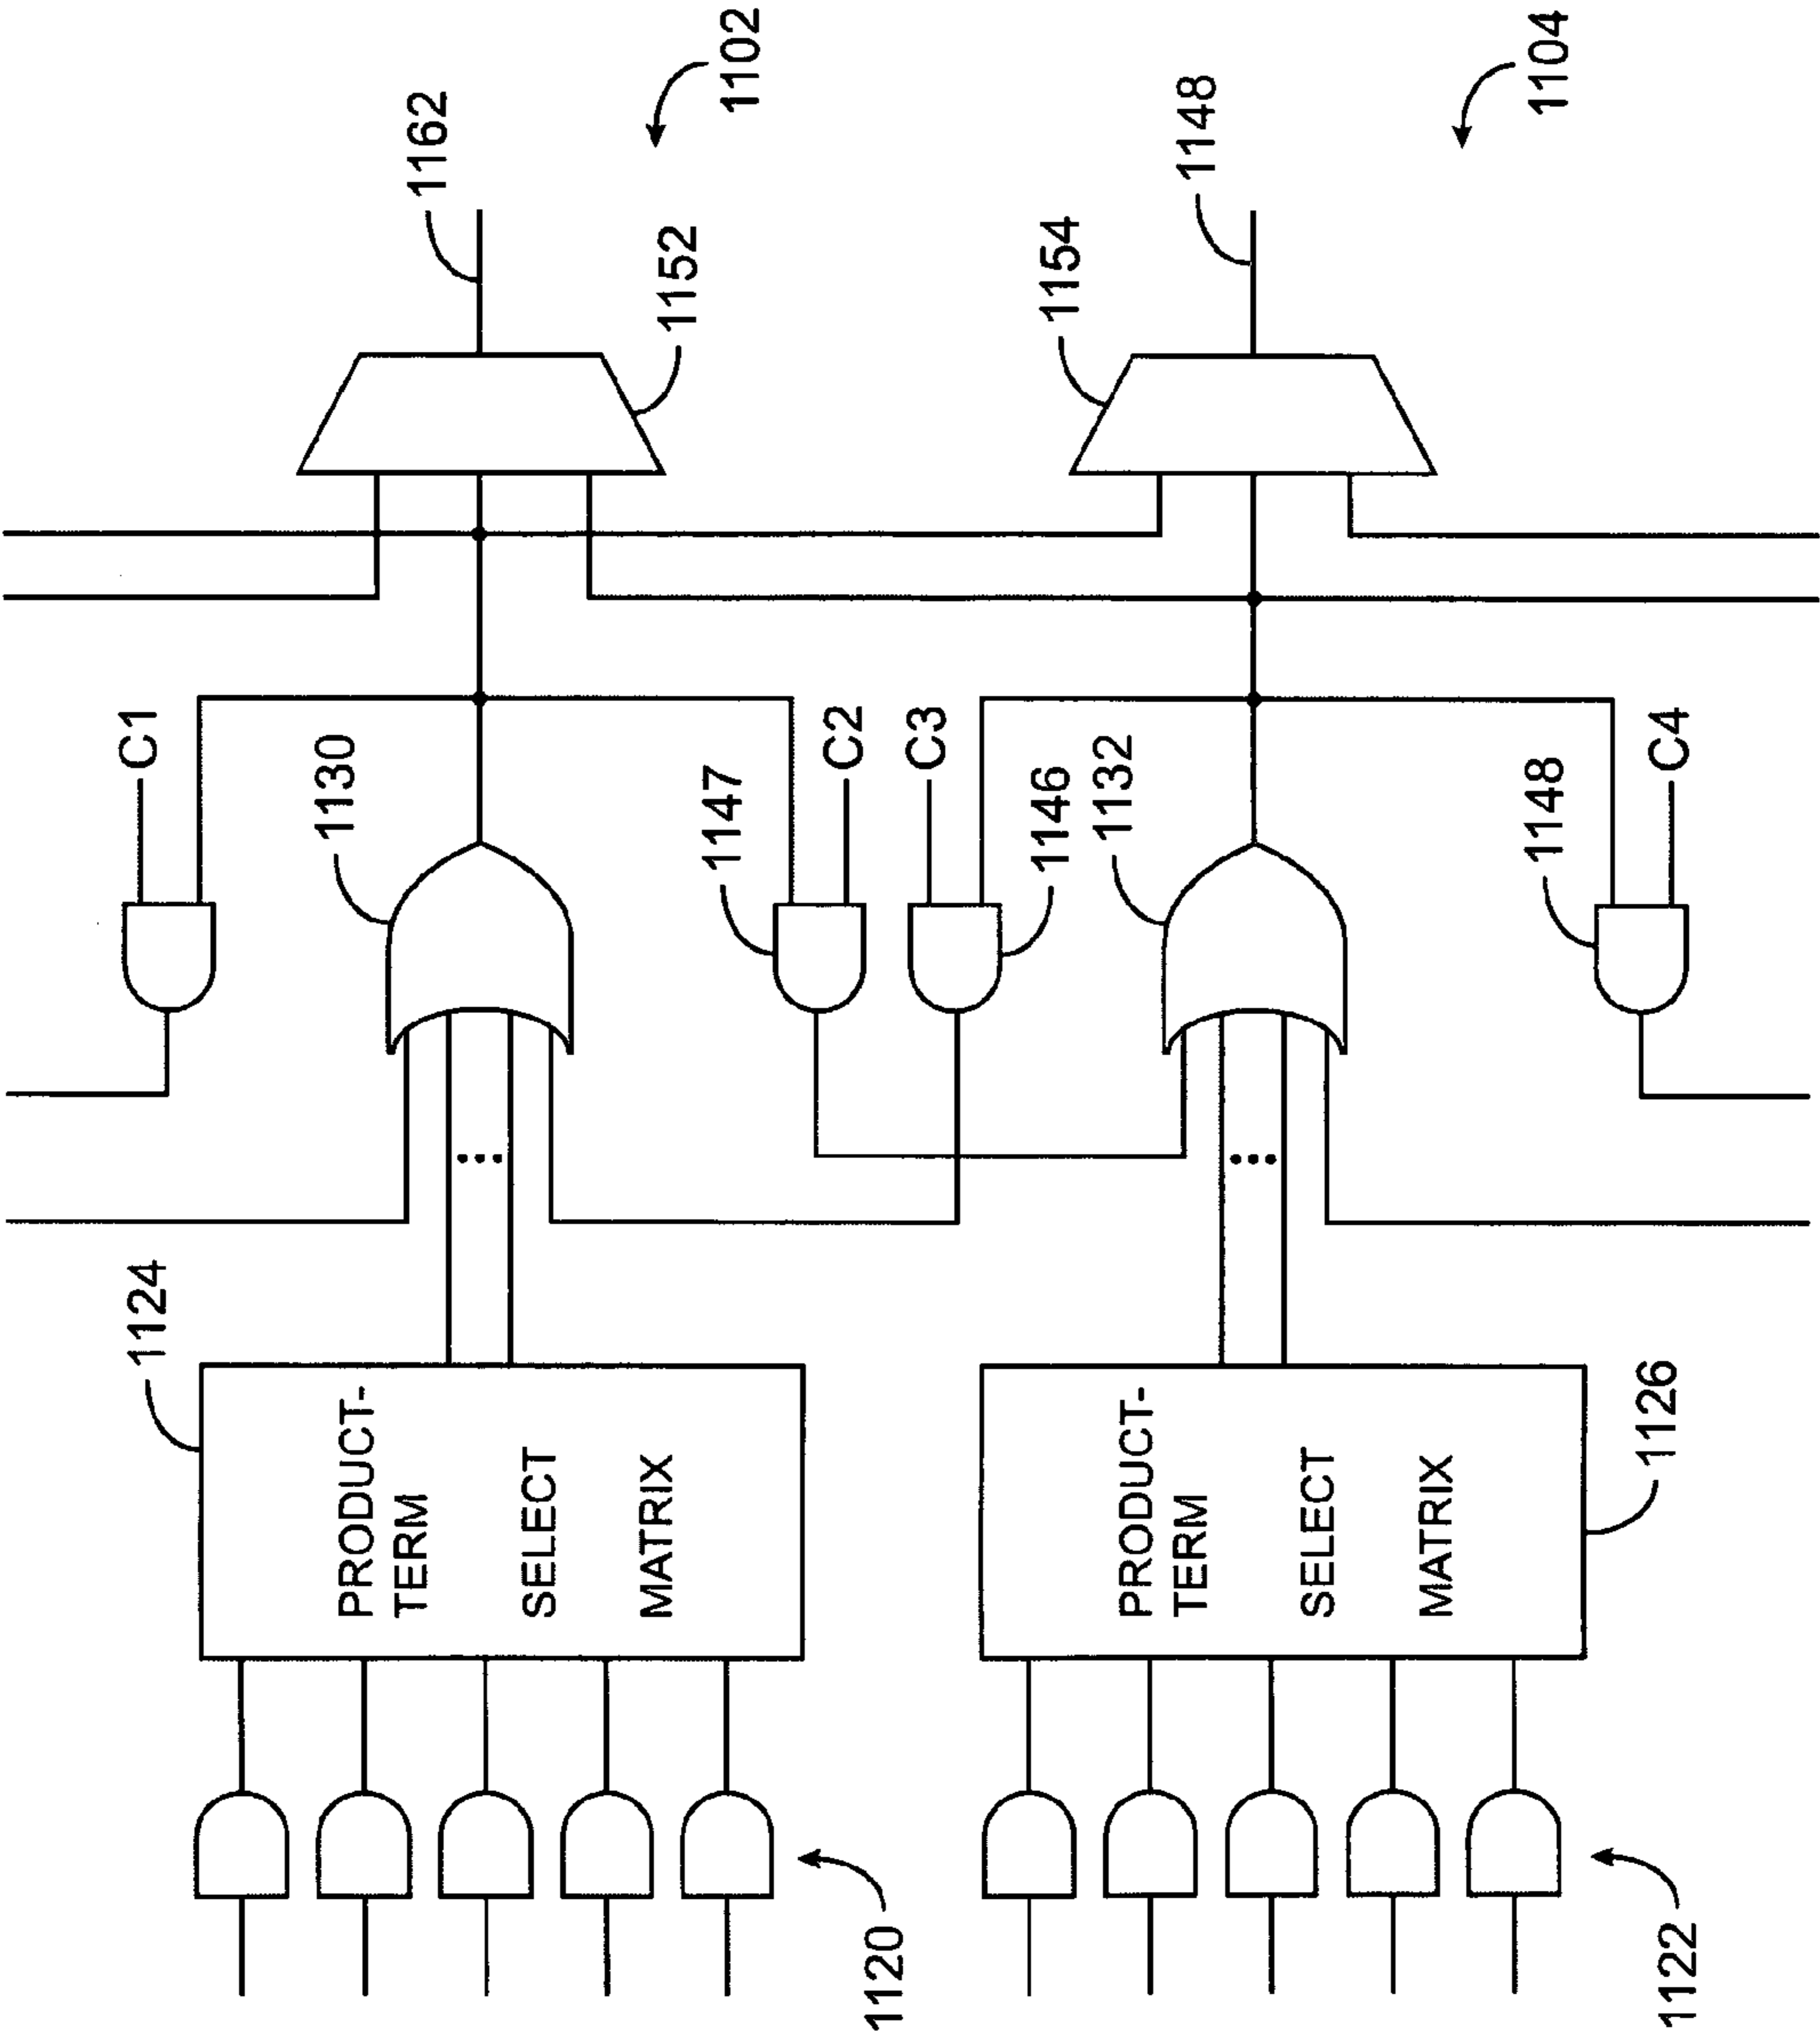 1162
1102
1152
1148
1104
1154
C1
1130
1147
C2
C3
1146
1132
1148
C4
1124
PRODUCT-
TERM
SELECT
MATRIX
1126
PRODUCT-
TERM
SELECT
MATRIX
1120
1122